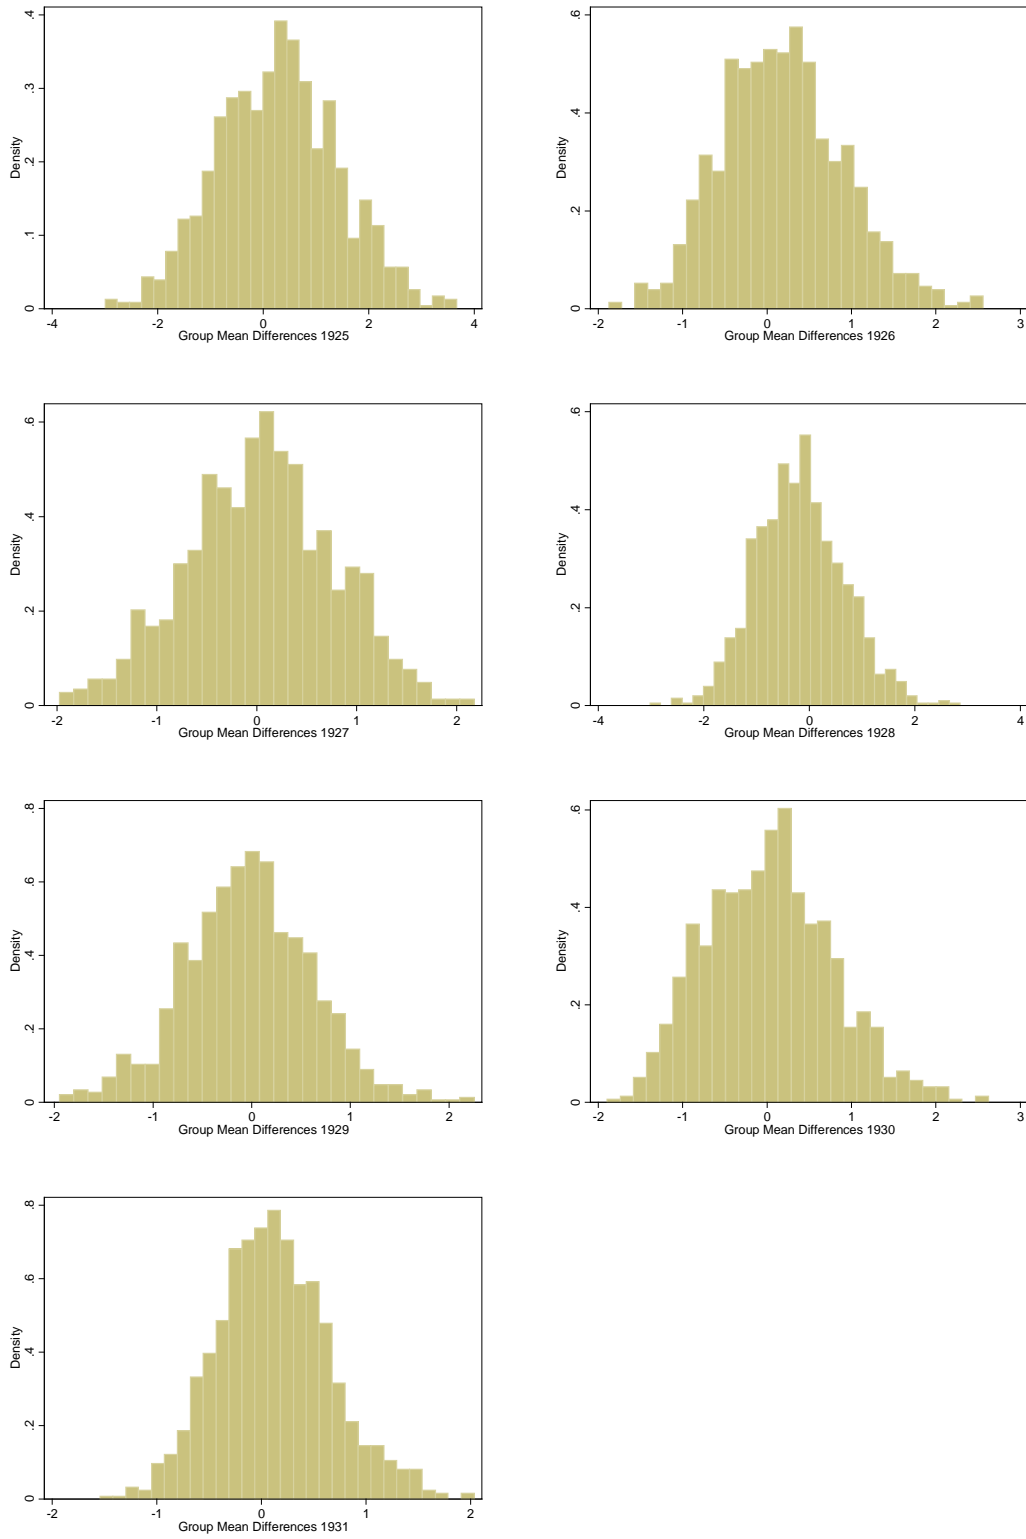 Density
0 .1 .2 .3 .4
-4 -2 0 2 4
Group Mean Differences 1925
Density
0 .2 .4 .6
-2 -1 0 1 2 3
Group Mean Differences 1926
Density
0 .2 .4 .6
-2 -1 0 1 2
Group Mean Differences 1927
Density
0 .2 .4 .6
-4 -2 0 2 4
Group Mean Differences 1928
Density
0 .2 .4 .6 .8
-2 -1 0 1 2
Group Mean Differences 1929
Density
0 .2 .4 .6
-2 -1 0 1 2 3
Group Mean Differences 1930
Density
0 .2 .4 .6 .8
-2 -1 0 1 2
Group Mean Differences 1931